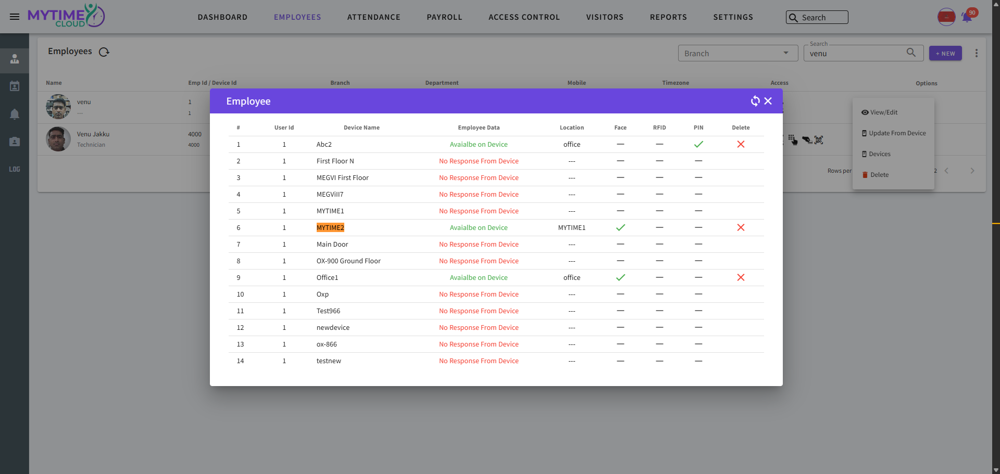 MYTIME CLOUD
DASHBOARD EMPLOYEES ATTENDANCE PAYROLL ACCESS CONTROL VISITORS REPORTS SETTINGS Search 90
Employees Branch Search venu + NEW
Name Emp Id / Device Id Branch Department Mobile Timezone Access Options
venu 1
--- 1
Venu Jakku 4000
Technician 4000
LOG
View/Edit
Update From Device
Devices
Delete
Rows per 2
Employee
# User Id Device Name Employee Data Location Face RFID PIN Delete
1 1 Abc2 Avaialbe on Device office — —
2 1 First Floor N No Response From Device --- — — —
3 1 MEGVI First Floor No Response From Device --- — — —
4 1 MEGViII7 No Response From Device --- — — —
5 1 MYTIME1 No Response From Device --- — — —
6 1 MYTIME2 Avaialbe on Device MYTIME1 — —
7 1 Main Door No Response From Device --- — — —
8 1 OX-900 Ground Floor No Response From Device --- — — —
9 1 Office1 Avaialbe on Device office — —
10 1 Oxp No Response From Device --- — — —
11 1 Test966 No Response From Device --- — — —
12 1 newdevice No Response From Device --- — — —
13 1 ox-866 No Response From Device --- — — —
14 1 testnew No Response From Device --- — — —